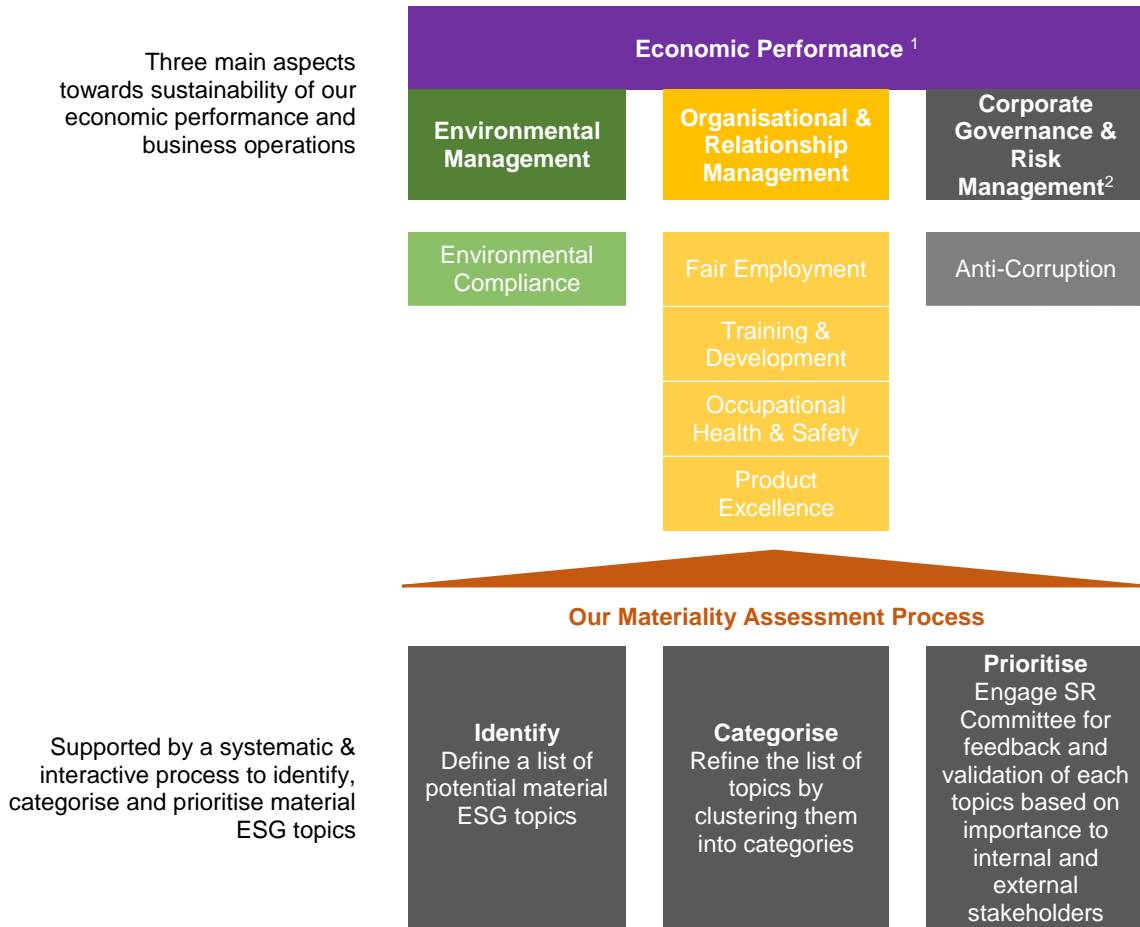 Three main aspects
towards sustainability of our
economic performance and
business operations
Economic Performance 1
Environmental
Management
Organisational &
Relationship
Management
Corporate
Governance &
Risk
Management2
Environmental
Compliance
Fair Employment
Anti-Corruption
Training &
Development
Occupational
Health & Safety
Product
Excellence
Our Materiality Assessment Process
Supported by a systematic &
interactive process to identify,
categorise and prioritise material
ESG topics
Identify
Define a list of
potential material
ESG topics
Categorise
Refine the list of
topics by
clustering them
into categories
Prioritise
Engage SR
Committee for
feedback and
validation of each
topics based on
importance to
internal and
external
stakeholders